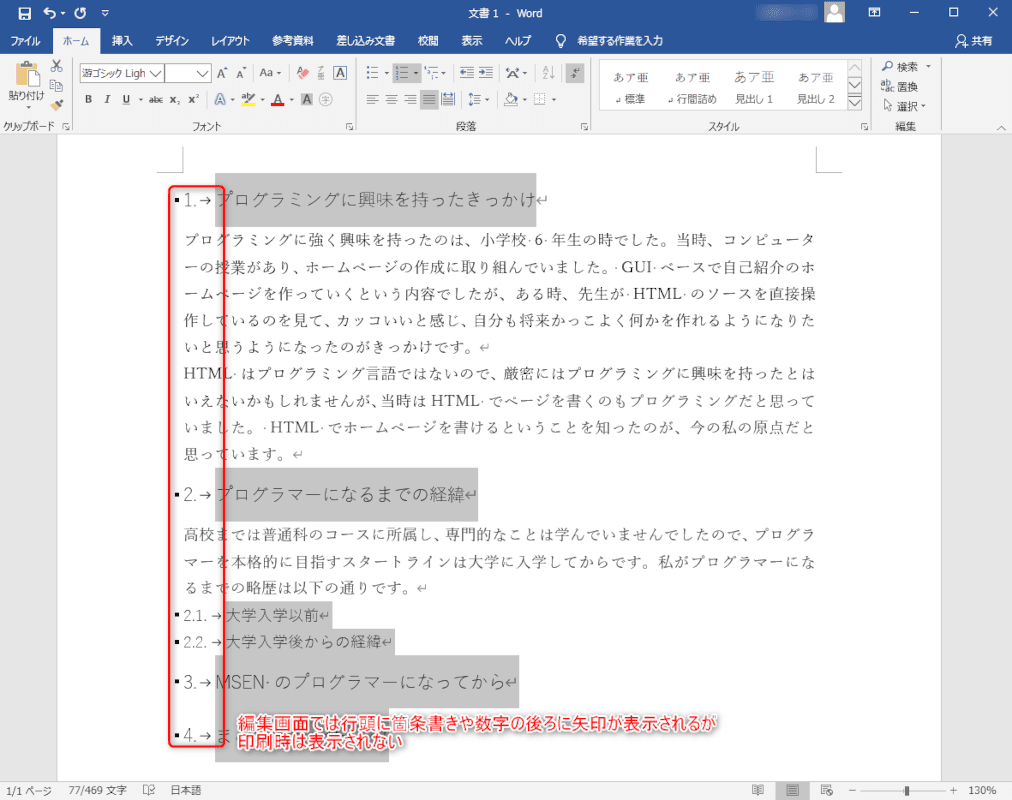 文書 1 - Word
ファイル ホーム 挿入 デザイン レイアウト 参考資料 差し込み文書 校閲 表示 ヘルプ 希望する作業を入力 共有
游ゴシック Ligh
Aa
A
貼り付け
B I U abc x₂ x² A A A 字
あア亜 あア亜 あア亜 あア亜
↲ 標準 ↲ 行間詰め 見出し 1 見出し 2
検索
置換
選択
クリップボード フォント 段落 スタイル 編集
1.→プログラミングに興味を持ったきっかけ↵
プログラミングに強く興味を持ったのは、小学校·6·年生の時でした。当時、コンピュータ
ーの授業があり、ホームページの作成に取り組んでいました。·GUI·ベースで自己紹介のホ
ームページを作っていくという内容でしたが、ある時、先生が·HTML·のソースを直接操
作しているのを見て、カッコいいと感じ、自分も将来かっこよく何かを作れるようになりた
いと思うようになったのがきっかけです。↵
HTML·はプログラミング言語ではないので、厳密にはプログラミングに興味を持ったとは
いえないかもしれませんが、当時は HTML·でページを書くのもプログラミングだと思って
いました。·HTML·でホームページを書けるということを知ったのが、今の私の原点だと
思っています。↵
2.→プログラマーになるまでの経緯↵
高校までは普通科のコースに所属し、専門的なことは学んでいませんでしたので、プログラ
マーを本格的に目指すスタートラインは大学に入学してからです。私がプログラマーにな
るまでの略歴は以下の通りです。↵
2.1.→大学入学以前↵
2.2.→大学入学後からの経緯↵
3.→MSEN·のプログラマーになってから↵
編集画面では行頭に箇条書きや数字の後ろに矢印が表示されるが
4.→ま
印刷時は表示されない
1/1 ページ 77/469 文字 日本語 130%